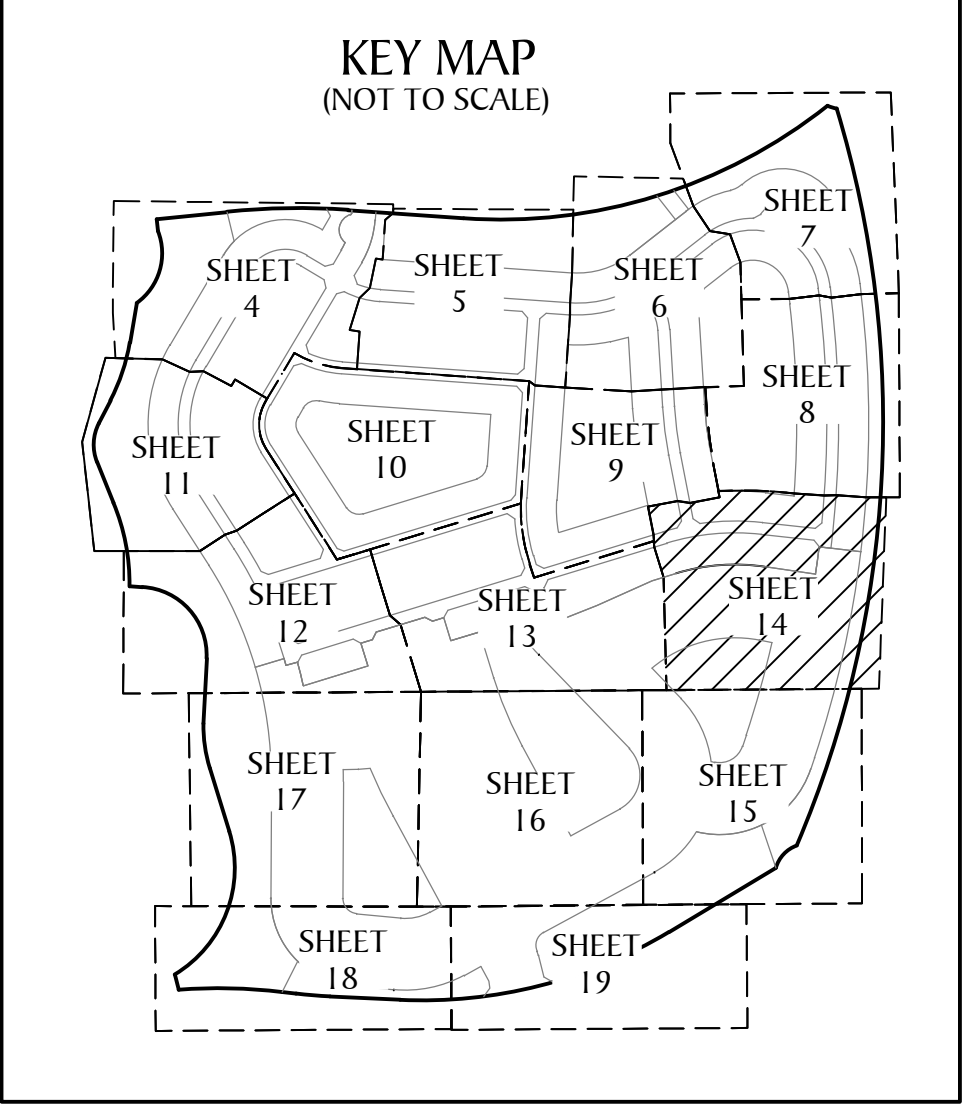 KEY MAP
(NOT TO SCALE)
SHEET
7
SHEET
4
SHEET
5
SHEET
6
SHEET
8
SHEET
11
SHEET
10
SHEET
9
SHEET
12
SHEET
13
SHEET
14
SHEET
17
SHEET
16
SHEET
15
SHEET
18
SHEET
19